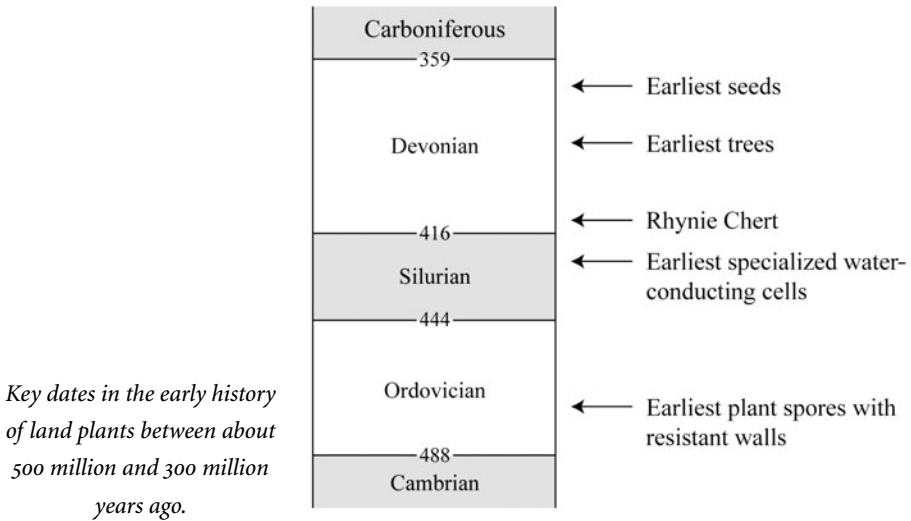 Carboniferous
359
Earliest seeds
Devonian
Earliest trees
Rhynie Chert
416
Earliest specialized water-
conducting cells
Silurian
444
Ordovician
Earliest plant spores with
resistant walls
488
Cambrian
Key dates in the early history
of land plants between about
500 million and 300 million
years ago.